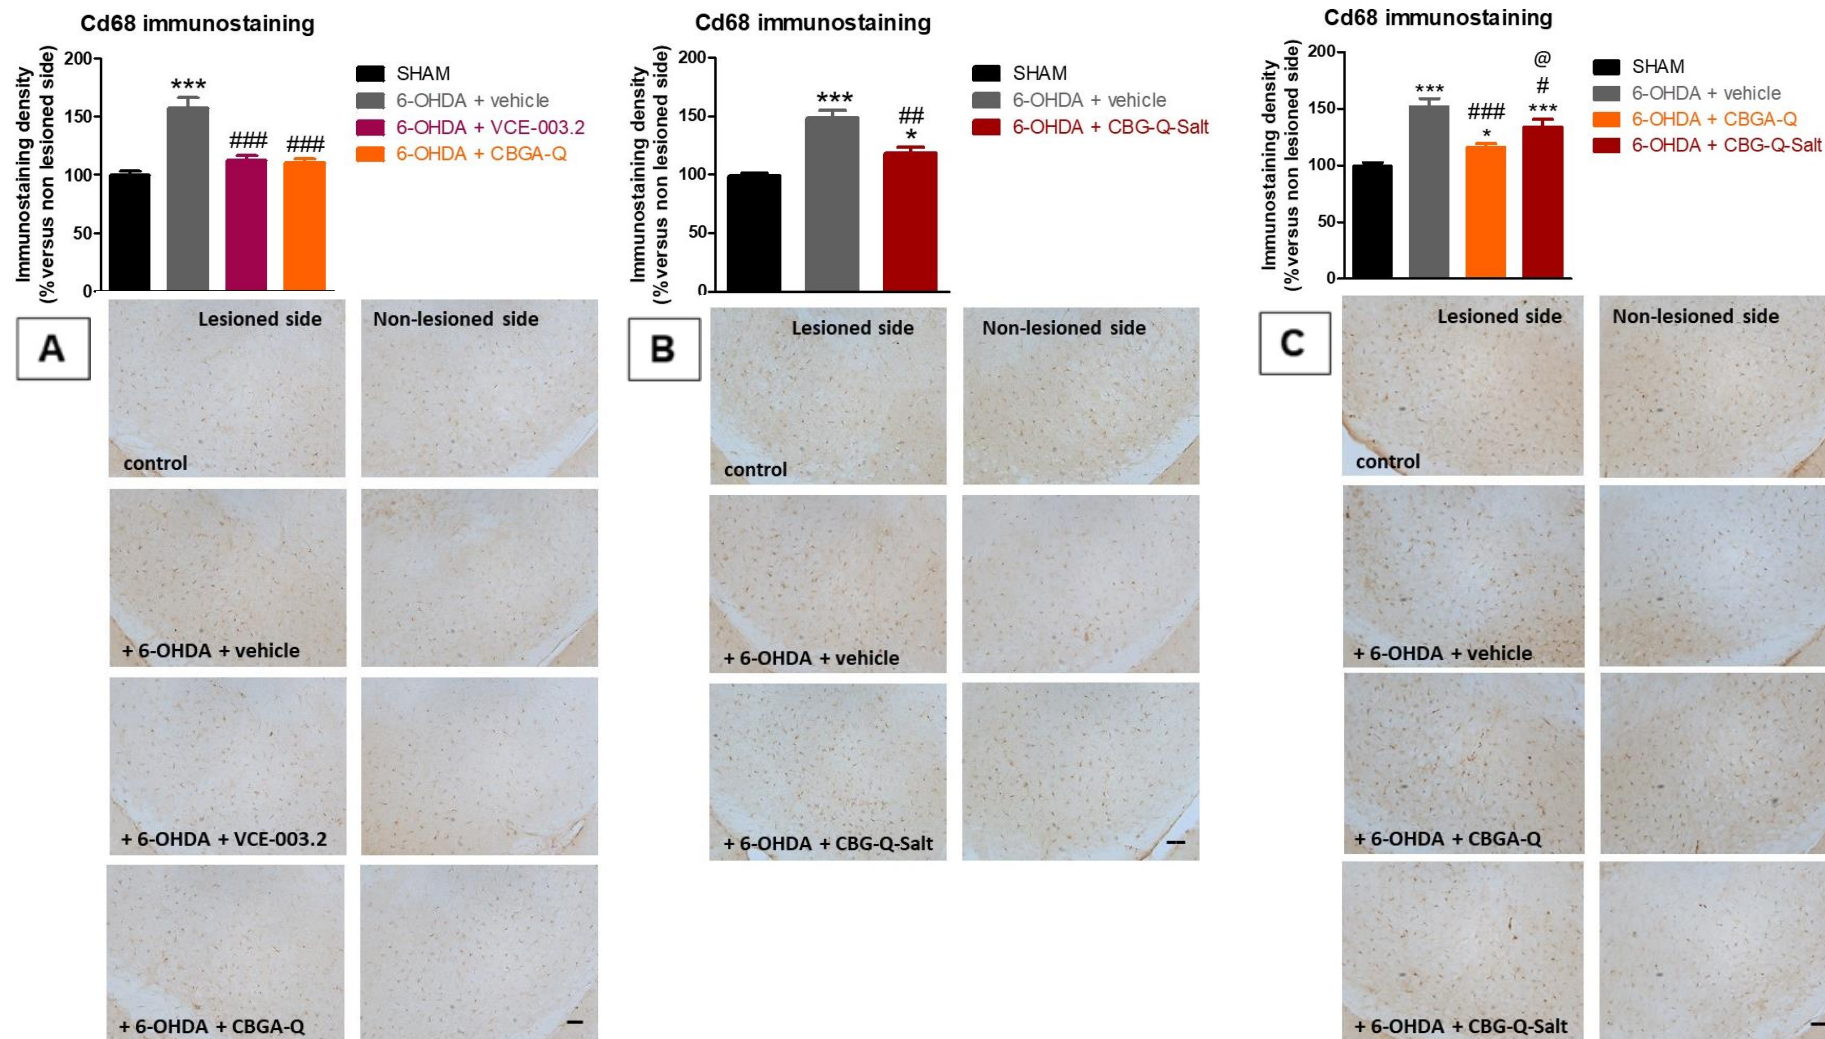 Cd68 immunostaining
Immunostaining density
(%versus non lesioned side)
200
150
100
50
0
***
###
###
SHAM
6-OHDA + vehicle
6-OHDA + VCE-003.2
6-OHDA + CBGA-Q
A
Lesioned side
Non-lesioned side
control
+ 6-OHDA + vehicle
+ 6-OHDA + VCE-003.2
+ 6-OHDA + CBGA-Q
Cd68 immunostaining
Immunostaining density
(%versus non lesioned side)
200
150
100
50
0
***
##
*
SHAM
6-OHDA + vehicle
6-OHDA + CBG-Q-Salt
B
Lesioned side
Non-lesioned side
control
+ 6-OHDA + vehicle
+ 6-OHDA + CBG-Q-Salt
Cd68 immunostaining
Immunostaining density
(%versus non lesioned side)
200
150
100
50
0
***
###
*
@
#
***
SHAM
6-OHDA + vehicle
6-OHDA + CBGA-Q
6-OHDA + CBG-Q-Salt
C
Lesioned side
Non-lesioned side
control
+ 6-OHDA + vehicle
+ 6-OHDA + CBGA-Q
+ 6-OHDA + CBG-Q-Salt